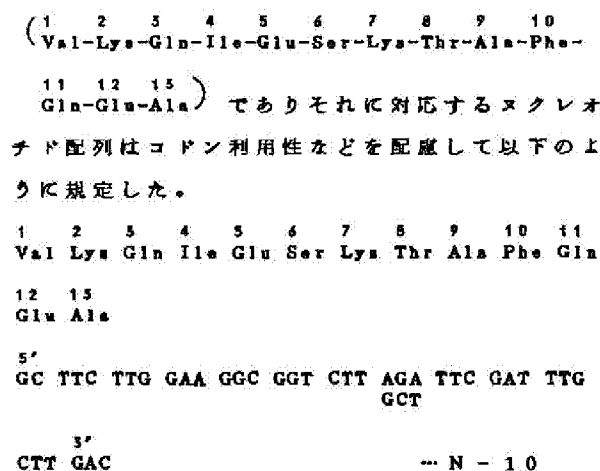 1 2 3 4 5 6 7 8 9 10
(Val-Lys-Gln-Ile-Glu-Ser-Lys-Thr-Ala-Phe-
11 12 13
Gln-Glu-Ala) でありそれに対応するヌクレオ
チド配列はコドン利用性などを配慮して以下のよ
うに規定した。
1 2 3 4 5 6 7 8 9 10 11
Val Lys Gln Ile Glu Ser Lys Thr Ala Phe Gln
12 13
Glu Ala
5'
GC TTC TTG GAA GGC GGT CTT AGA TTC GAT TTG
GCT
3'
CTT GAC … N - 10